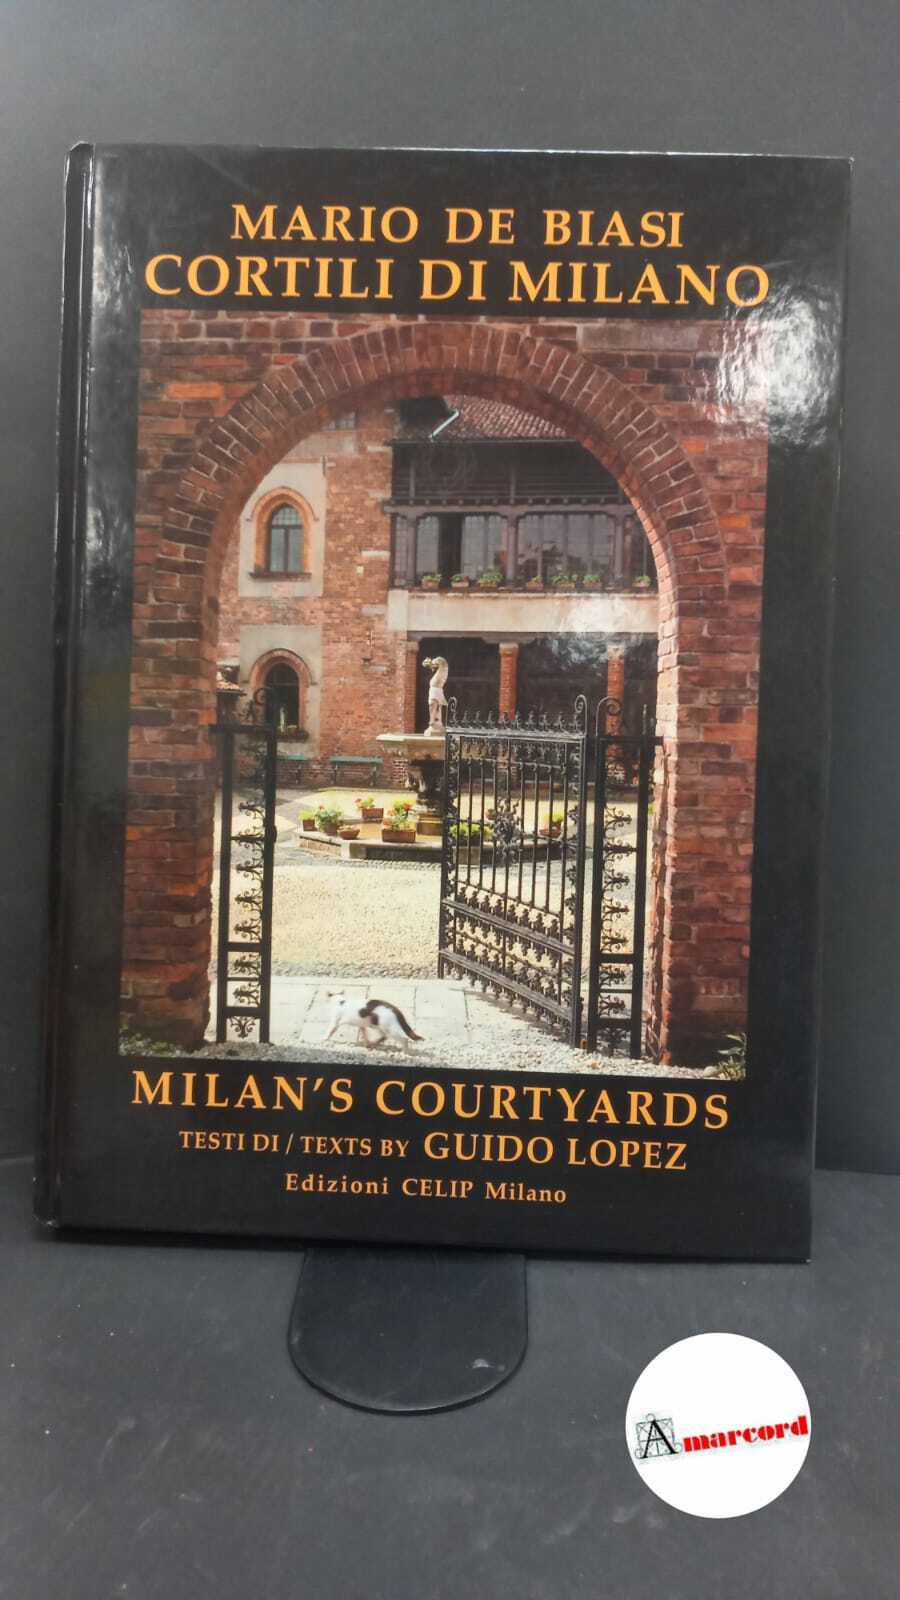 MARIO DE BIASI
CORTILI DI MILANO
MILAN'S COURTYARDS
TESTI DI / TEXTS BY GUIDO LOPEZ
Edizioni CELIP Milano
Amarcord